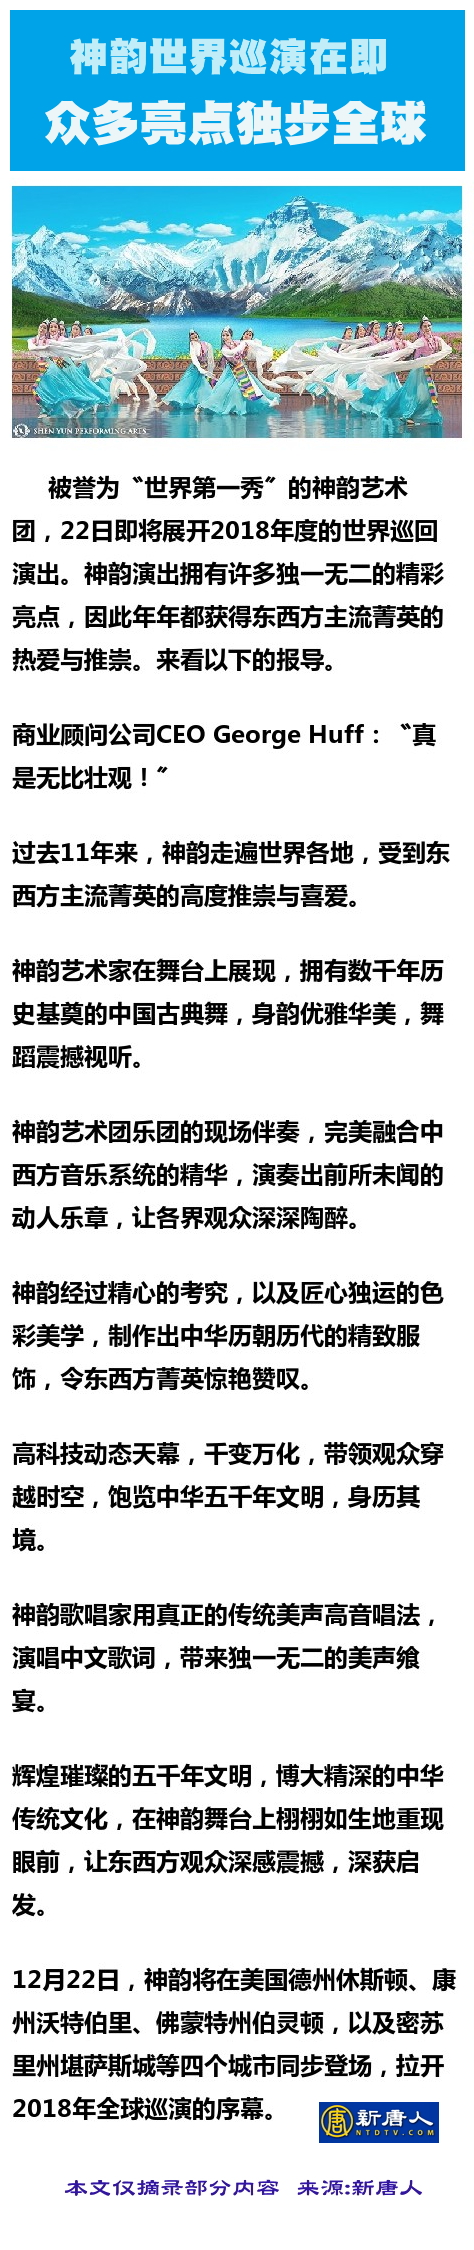 神韵世界巡演在即
众多亮点独步全球
SHEN YUN PERFORMING ARTS
被誉为〝世界第一秀〞的神韵艺术
团，22日即将展开2018年度的世界巡回
演出。神韵演出拥有许多独一无二的精彩
亮点，因此年年都获得东西方主流菁英的
热爱与推崇。来看以下的报导。
商业顾问公司CEO George Huff：〝真
是无比壮观！〞
过去11年来，神韵走遍世界各地，受到东
西方主流菁英的高度推崇与喜爱。
神韵艺术家在舞台上展现，拥有数千年历
史基奠的中国古典舞，身韵优雅华美，舞
蹈震撼视听。
神韵艺术团乐团的现场伴奏，完美融合中
西方音乐系统的精华，演奏出前所未闻的
动人乐章，让各界观众深深陶醉。
神韵经过精心的考究，以及匠心独运的色
彩美学，制作出中华历朝历代的精致服
饰，令东西方菁英惊艳赞叹。
高科技动态天幕，千变万化，带领观众穿
越时空，饱览中华五千年文明，身历其
境。
神韵歌唱家用真正的传统美声高音唱法，
演唱中文歌词，带来独一无二的美声飨
宴。
辉煌璀璨的五千年文明，博大精深的中华
传统文化，在神韵舞台上栩栩如生地重现
眼前，让东西方观众深感震撼，深获启
发。
12月22日，神韵将在美国德州休斯顿、康
州沃特伯里、佛蒙特州伯灵顿，以及密苏
里州堪萨斯城等四个城市同步登场，拉开
2018年全球巡演的序幕。
唐 新唐人
NTDTV.COM
本文仅摘录部分内容 来源:新唐人